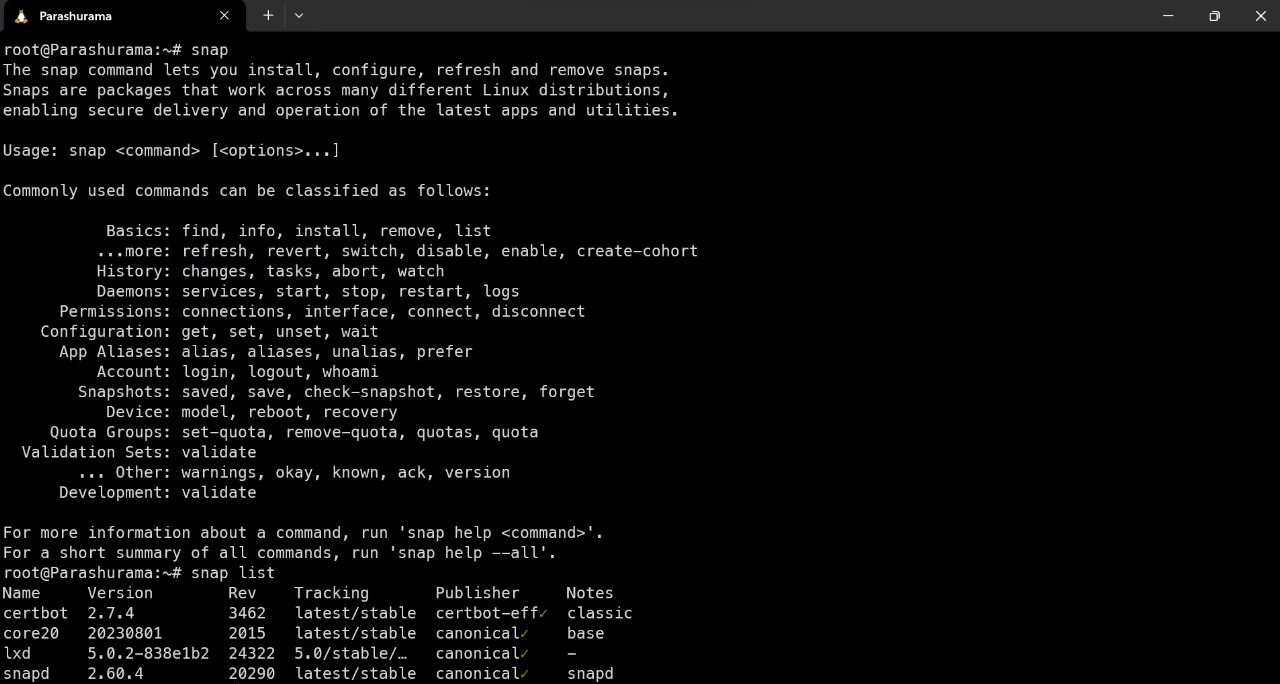 Parashurama
root@Parashurama:~# snap
The snap command lets you install, configure, refresh and remove snaps.
Snaps are packages that work across many different Linux distributions,
enabling secure delivery and operation of the latest apps and utilities.

Usage: snap <command> [<options>...]

Commonly used commands can be classified as follows:

           Basics: find, info, install, remove, list
          ...more: refresh, revert, switch, disable, enable, create-cohort
          History: changes, tasks, abort, watch
          Daemons: services, start, stop, restart, logs
      Permissions: connections, interface, connect, disconnect
    Configuration: get, set, unset, wait
      App Aliases: alias, aliases, unalias, prefer
          Account: login, logout, whoami
        Snapshots: saved, save, check-snapshot, restore, forget
           Device: model, reboot, recovery
     Quota Groups: set-quota, remove-quota, quotas, quota
  Validation Sets: validate
        ... Other: warnings, okay, known, ack, version
      Development: validate

For more information about a command, run 'snap help <command>'.
For a short summary of all commands, run 'snap help --all'.
root@Parashurama:~# snap list
Name     Version        Rev    Tracking       Publisher     Notes
certbot  2.7.4          3462   latest/stable  certbot-eff✓  classic
core20   20230801       2015   latest/stable  canonical✓    base
lxd      5.0.2-838e1b2  24322  5.0/stable/…   canonical✓    -
snapd    2.60.4         20290  latest/stable  canonical✓    snapd